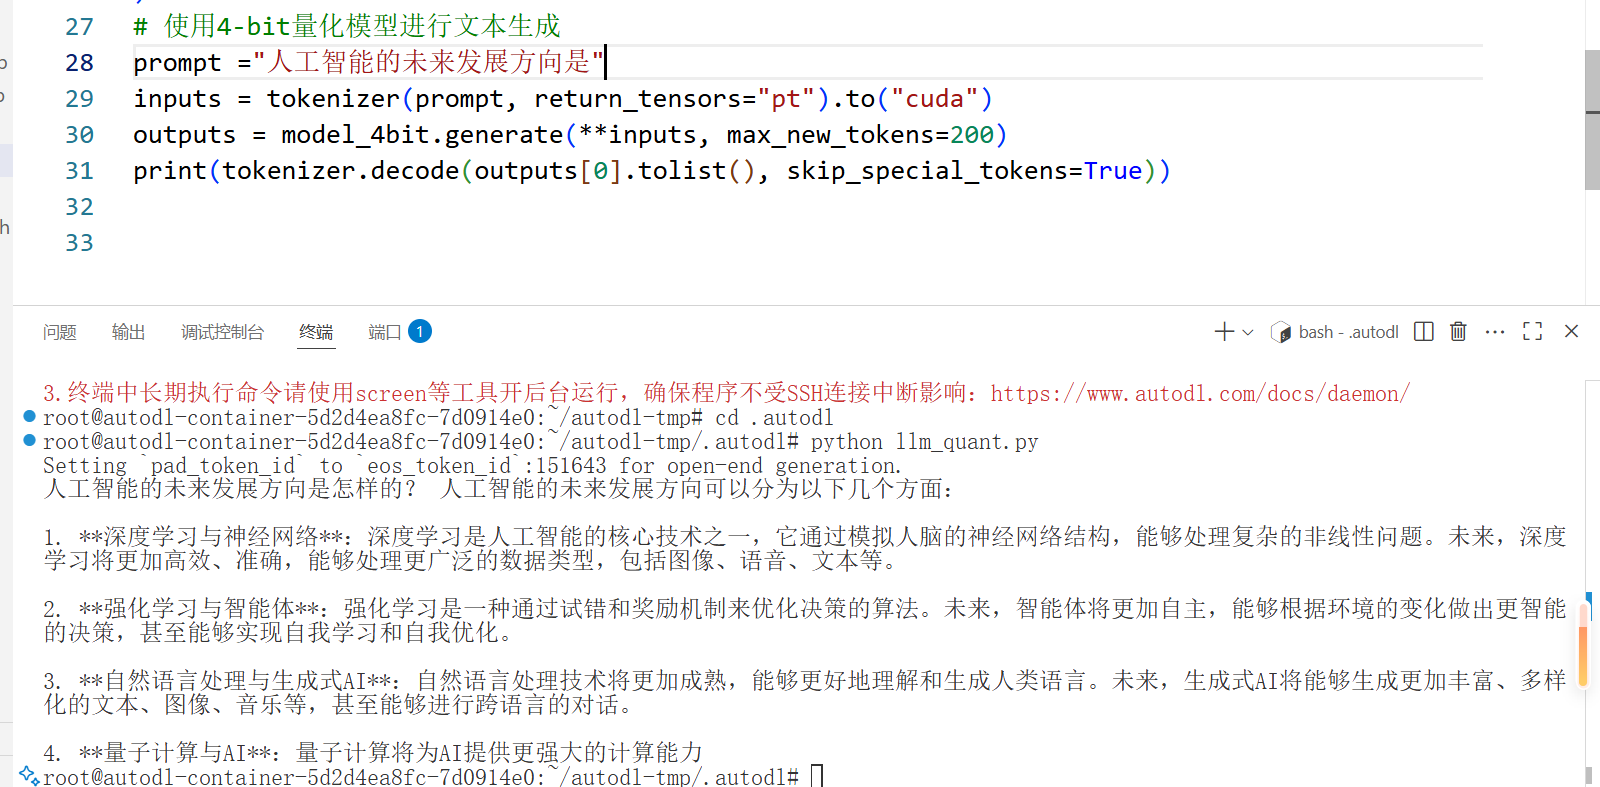 27 # 使用4-bit量化模型进行文本生成
28 prompt ="人工智能的未来发展方向是"
29 inputs = tokenizer(prompt, return_tensors="pt").to("cuda")
30 outputs = model_4bit.generate(**inputs, max_new_tokens=200)
31 print(tokenizer.decode(outputs[0].tolist(), skip_special_tokens=True))
32
33
问题 输出 调试控制台 终端 端口 1 bash - .autodl
3.终端中长期执行命令请使用screen等工具开后台运行，确保程序不受SSH连接中断影响：https://www.autodl.com/docs/daemon/
root@autodl-container-5d2d4ea8fc-7d0914e0:~/autodl-tmp# cd .autodl
root@autodl-container-5d2d4ea8fc-7d0914e0:~/autodl-tmp/.autodl# python llm_quant.py
Setting `pad_token_id` to `eos_token_id`:151643 for open-end generation.
人工智能的未来发展方向是怎样的？ 人工智能的未来发展方向可以分为以下几个方面：
1. **深度学习与神经网络**：深度学习是人工智能的核心技术之一，它通过模拟人脑的神经网络结构，能够处理复杂的非线性问题。未来，深度
学习将更加高效、准确，能够处理更广泛的数据类型，包括图像、语音、文本等。
2. **强化学习与智能体**：强化学习是一种通过试错和奖励机制来优化决策的算法。未来，智能体将更加自主，能够根据环境的变化做出更智能
的决策，甚至能够实现自我学习和自我优化。
3. **自然语言处理与生成式AI**：自然语言处理技术将更加成熟，能够更好地理解和生成人类语言。未来，生成式AI将能够生成更加丰富、多样
化的文本、图像、音乐等，甚至能够进行跨语言的对话。
4. **量子计算与AI**：量子计算将为AI提供更强大的计算能力
root@autodl-container-5d2d4ea8fc-7d0914e0:~/autodl-tmp/.autodl#